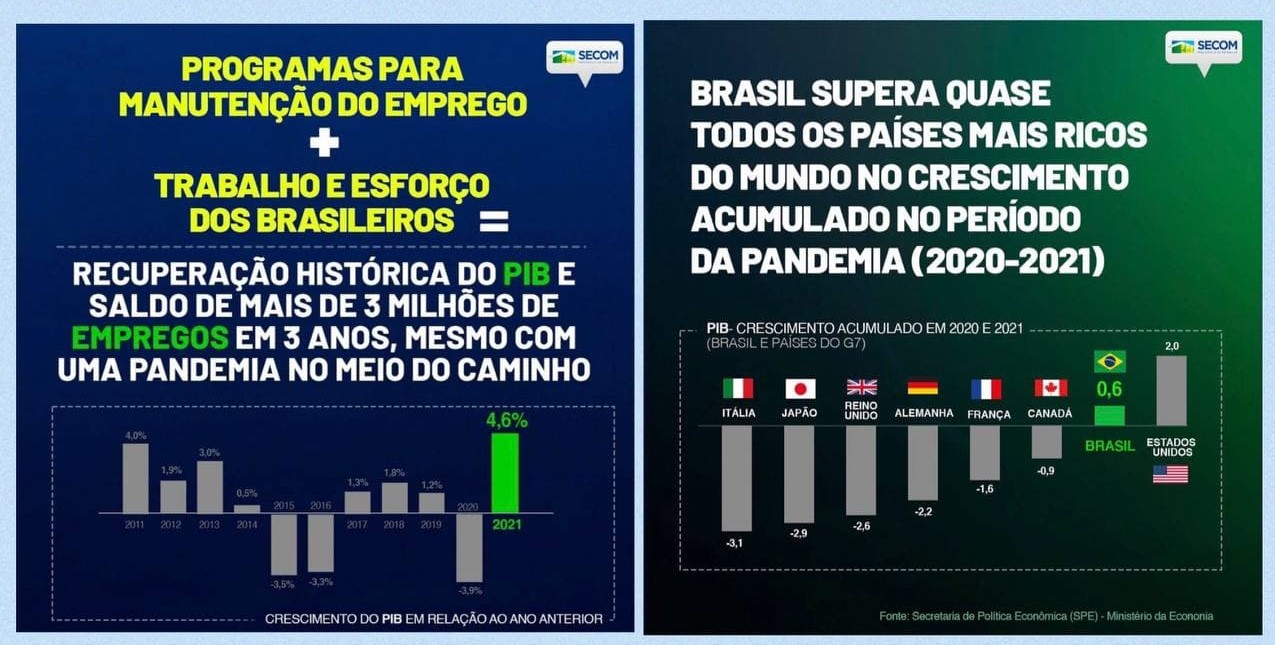 SECOM
PROGRAMAS PARA
MANUTENÇÃO DO EMPREGO
+
TRABALHO E ESFORÇO
DOS BRASILEIROS =
RECUPERAÇÃO HISTÓRICA DO PIB E
SALDO DE MAIS DE 3 MILHÕES DE
EMPREGOS EM 3 ANOS, MESMO COM
UMA PANDEMIA NO MEIO DO CAMINHO
4,0%
1,9%
3,0%
0,5%
-3,5%
-3,3%
1,3%
1,8%
1,2%
-3,9%
4,6%
2011
2012
2013
2014
2015
2016
2017
2018
2019
2020
2021
CRESCIMENTO DO PIB EM RELAÇÃO AO ANO ANTERIOR
SECOM
BRASIL SUPERA QUASE
TODOS OS PAÍSES MAIS RICOS
DO MUNDO NO CRESCIMENTO
ACUMULADO NO PERÍODO
DA PANDEMIA (2020-2021)
PIB- CRESCIMENTO ACUMULADO EM 2020 E 2021
(BRASIL E PAÍSES DO G7)
ITÁLIA
-3,1
JAPÃO
-2,9
REINO
UNIDO
-2,6
ALEMANHA
-2,2
FRANÇA
-1,6
CANADÁ
-0,9
0,6
BRASIL
2,0
ESTADOS
UNIDOS
Fonte: Secretaria de Política Econômica (SPE) - Ministério da Economia